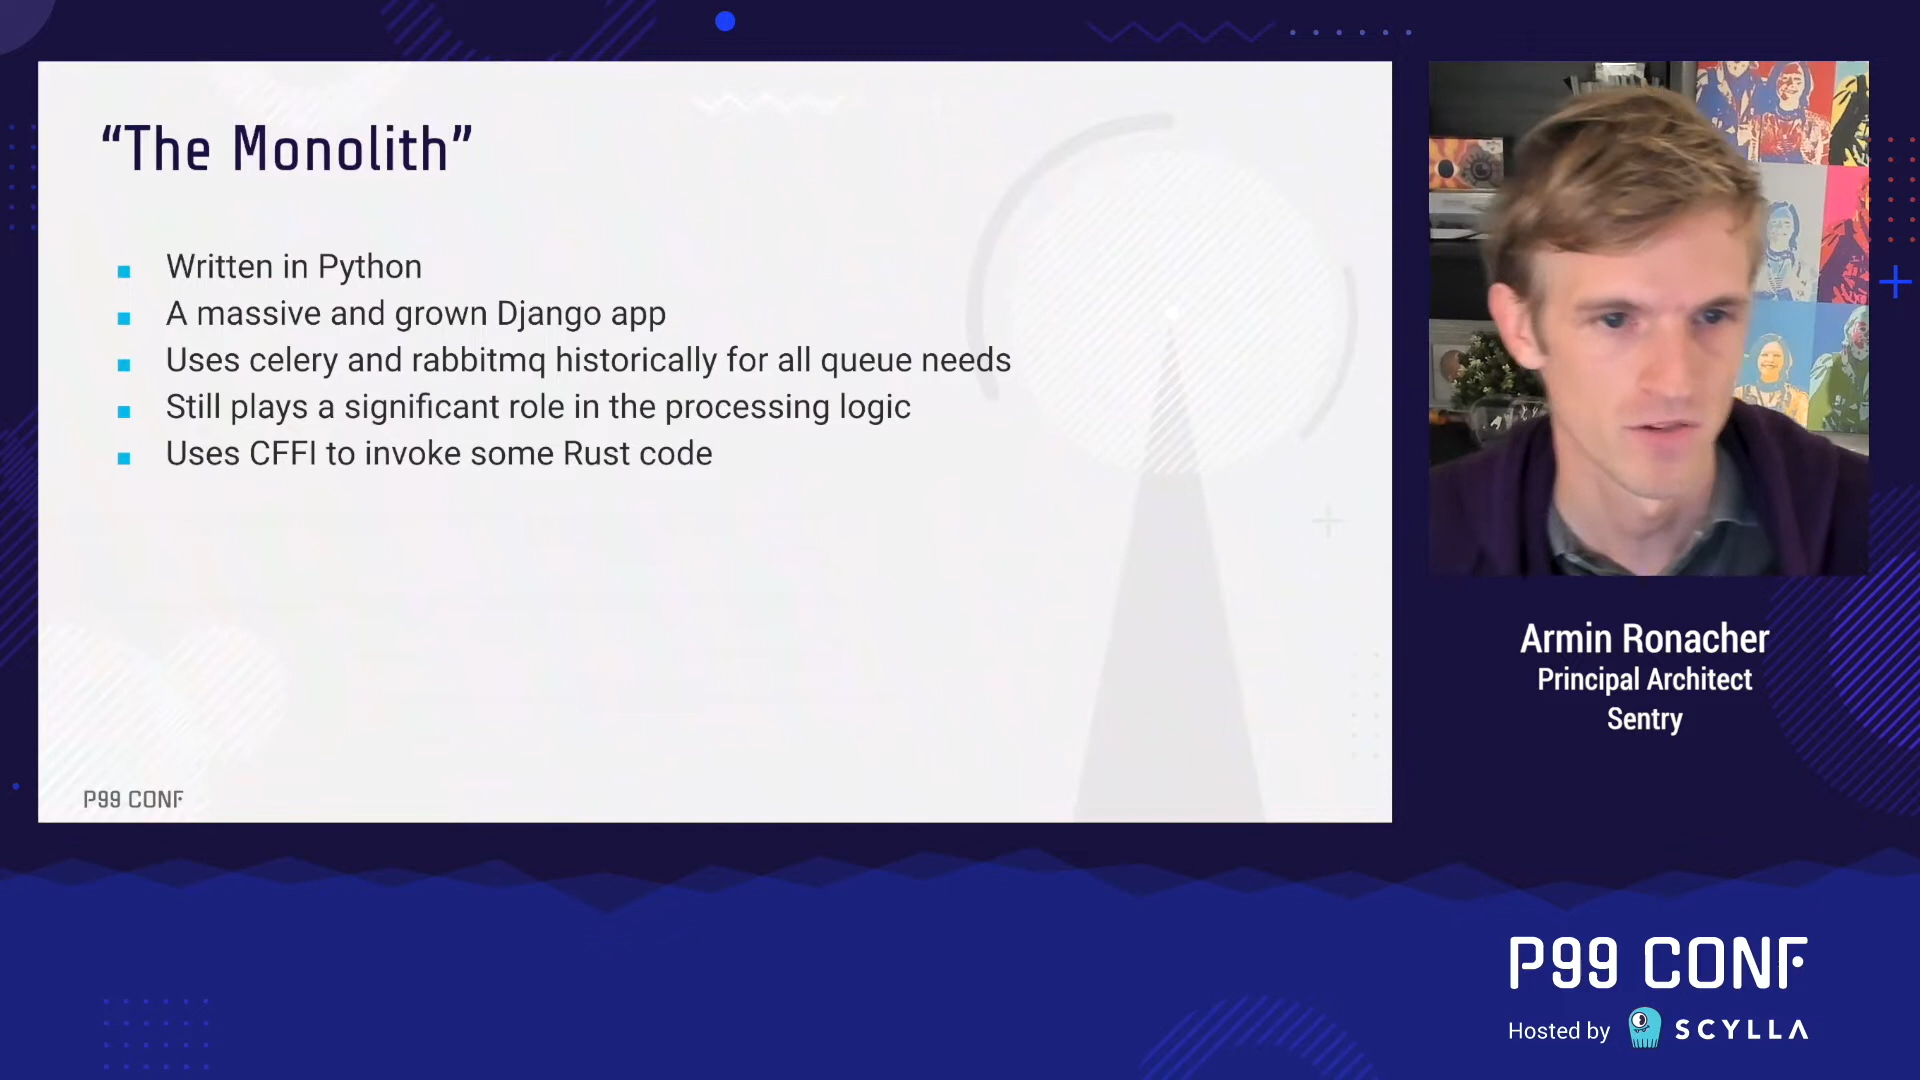 “The Monolith”
Written in Python
A massive and grown Django app
Uses celery and rabbitmq historically for all queue needs
Still plays a significant role in the processing logic
Uses CFFI to invoke some Rust code
P99 CONF
Armin Ronacher
Principal Architect
Sentry
P99 CONF
Hosted by SCYLLA